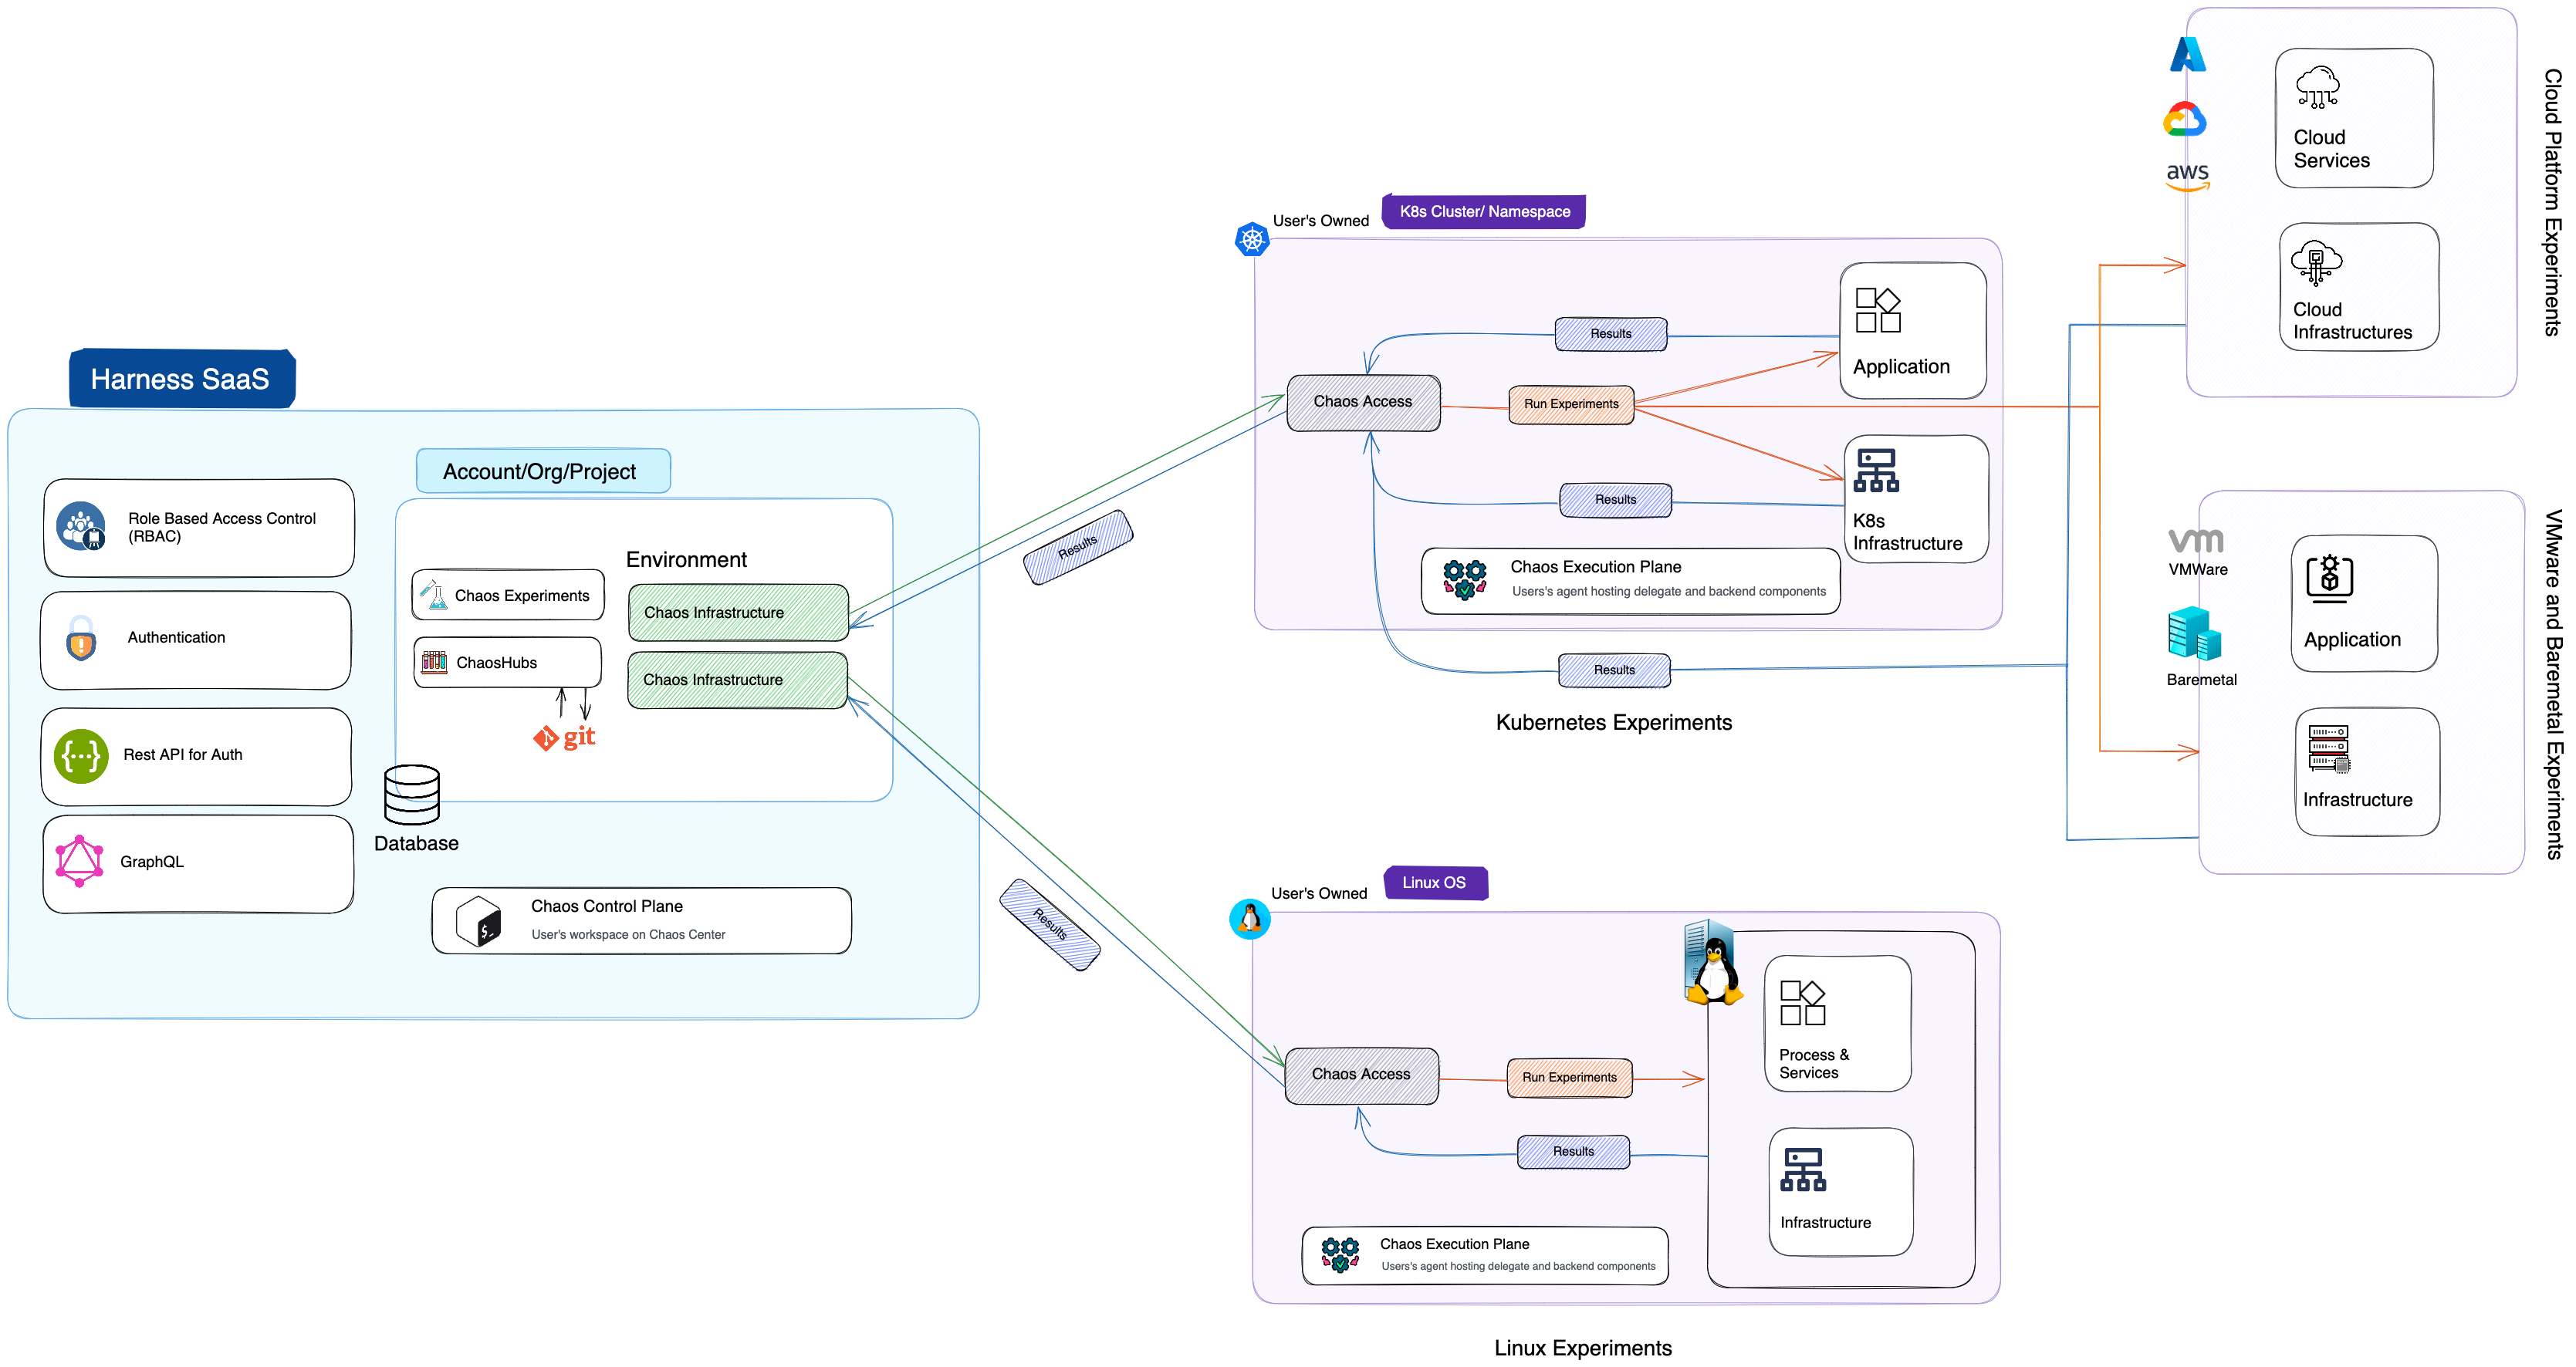 Harness SaaS
Account/Org/Project
Role Based Access Control
(RBAC)
Authentication
Rest API for Auth
GraphQL
Environment
Chaos Experiments
ChaosHubs
git
Chaos Infrastructure
Chaos Infrastructure
Database
Chaos Control Plane
User's workspace on Chaos Center
$_
Results
Results
User's Owned
K8s Cluster/ Namespace
Chaos Access
Results
Run Experiments
Results
Application
K8s
Infrastructure
Chaos Execution Plane
Users's agent hosting delegate and backend components
Results
Kubernetes Experiments
User's Owned
Linux OS
Chaos Access
Run Experiments
Results
Process &
Services
Infrastructure
Chaos Execution Plane
Users's agent hosting delegate and backend components
Linux Experiments
aws
Cloud
Services
Cloud
Infrastructures
Cloud Platform Experiments
vm
VMWare
Baremetal
Application
Infrastructure
VMware and Baremetal Experiments